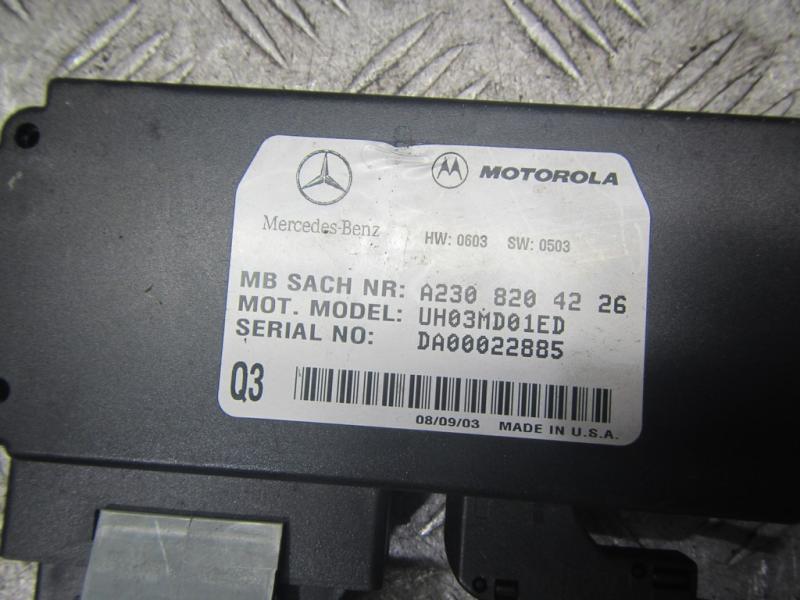 MOTOROLA
Mercedes-Benz
HW: 0603 SW: 0503
MB SACH NR: A230 820 42 26
MOT. MODEL: UH03MD01ED
SERIAL NO: DA00022885
Q3
08/09/03 MADE IN U.S.A.